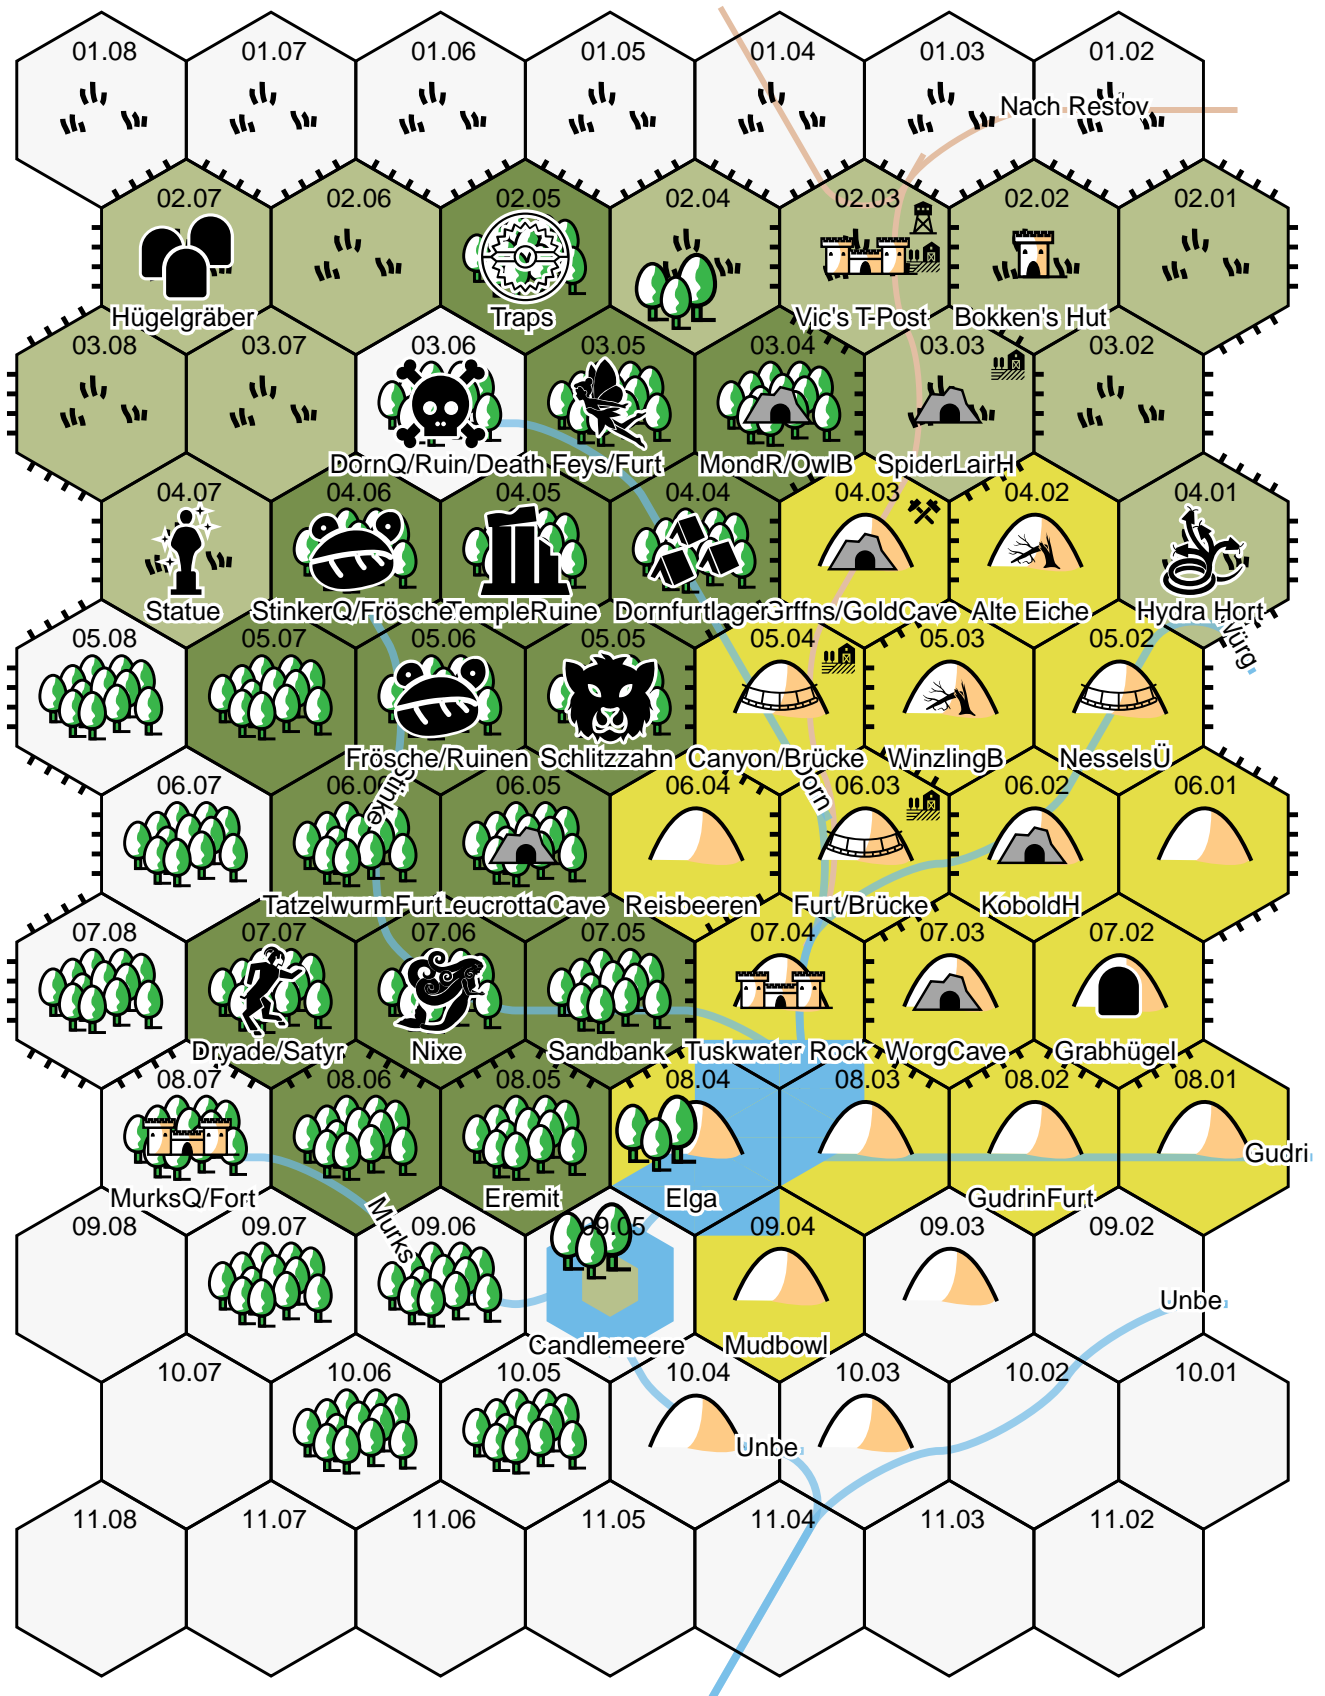 01.08 01.07 01.06 01.05 01.04 01.03 01.02
Nach Restov
02.07 02.06 02.05 02.04 02.03 02.02 02.01
Hügelgräber Traps Vic's T-Post Bokken's Hut
03.08 03.07 03.06 03.05 03.04 03.03 03.02
DornQ/Ruin/Death Feys/Furt MondR/OwlB SpiderLairH
04.07 04.06 04.05 04.04 04.03 04.02 04.01
Statue StinkerQ/Frösche TempleRuine Dornfurtlager Grffns/GoldCave Alte Eiche Hydra Hort
Würg
05.08 05.07 05.06 05.05 05.04 05.03 05.02
Frösche/Ruinen Schlitzzahn Canyon/Brücke WinzlingB NesselsÜ
Stinke Dorn
06.07 06.06 06.05 06.04 06.03 06.02 06.01
TatzelwurmFurt LeucrottaCave Reisbeeren Furt/Brücke KoboldH
07.08 07.07 07.06 07.05 07.04 07.03 07.02
Dryade/Satyr Nixe Sandbank Tuskwater Rock WorgCave Grabhügel
08.07 08.06 08.05 08.04 08.03 08.02 08.01
Gudri
MurksQ/Fort Eremit Elga GudrinFurt
Murks
09.08 09.07 09.06 09.05 09.04 09.03 09.02
Unbe
Candlemeere Mudbowl
10.07 10.06 10.05 10.04 10.03 10.02 10.01
Unbe
11.08 11.07 11.06 11.05 11.04 11.03 11.02